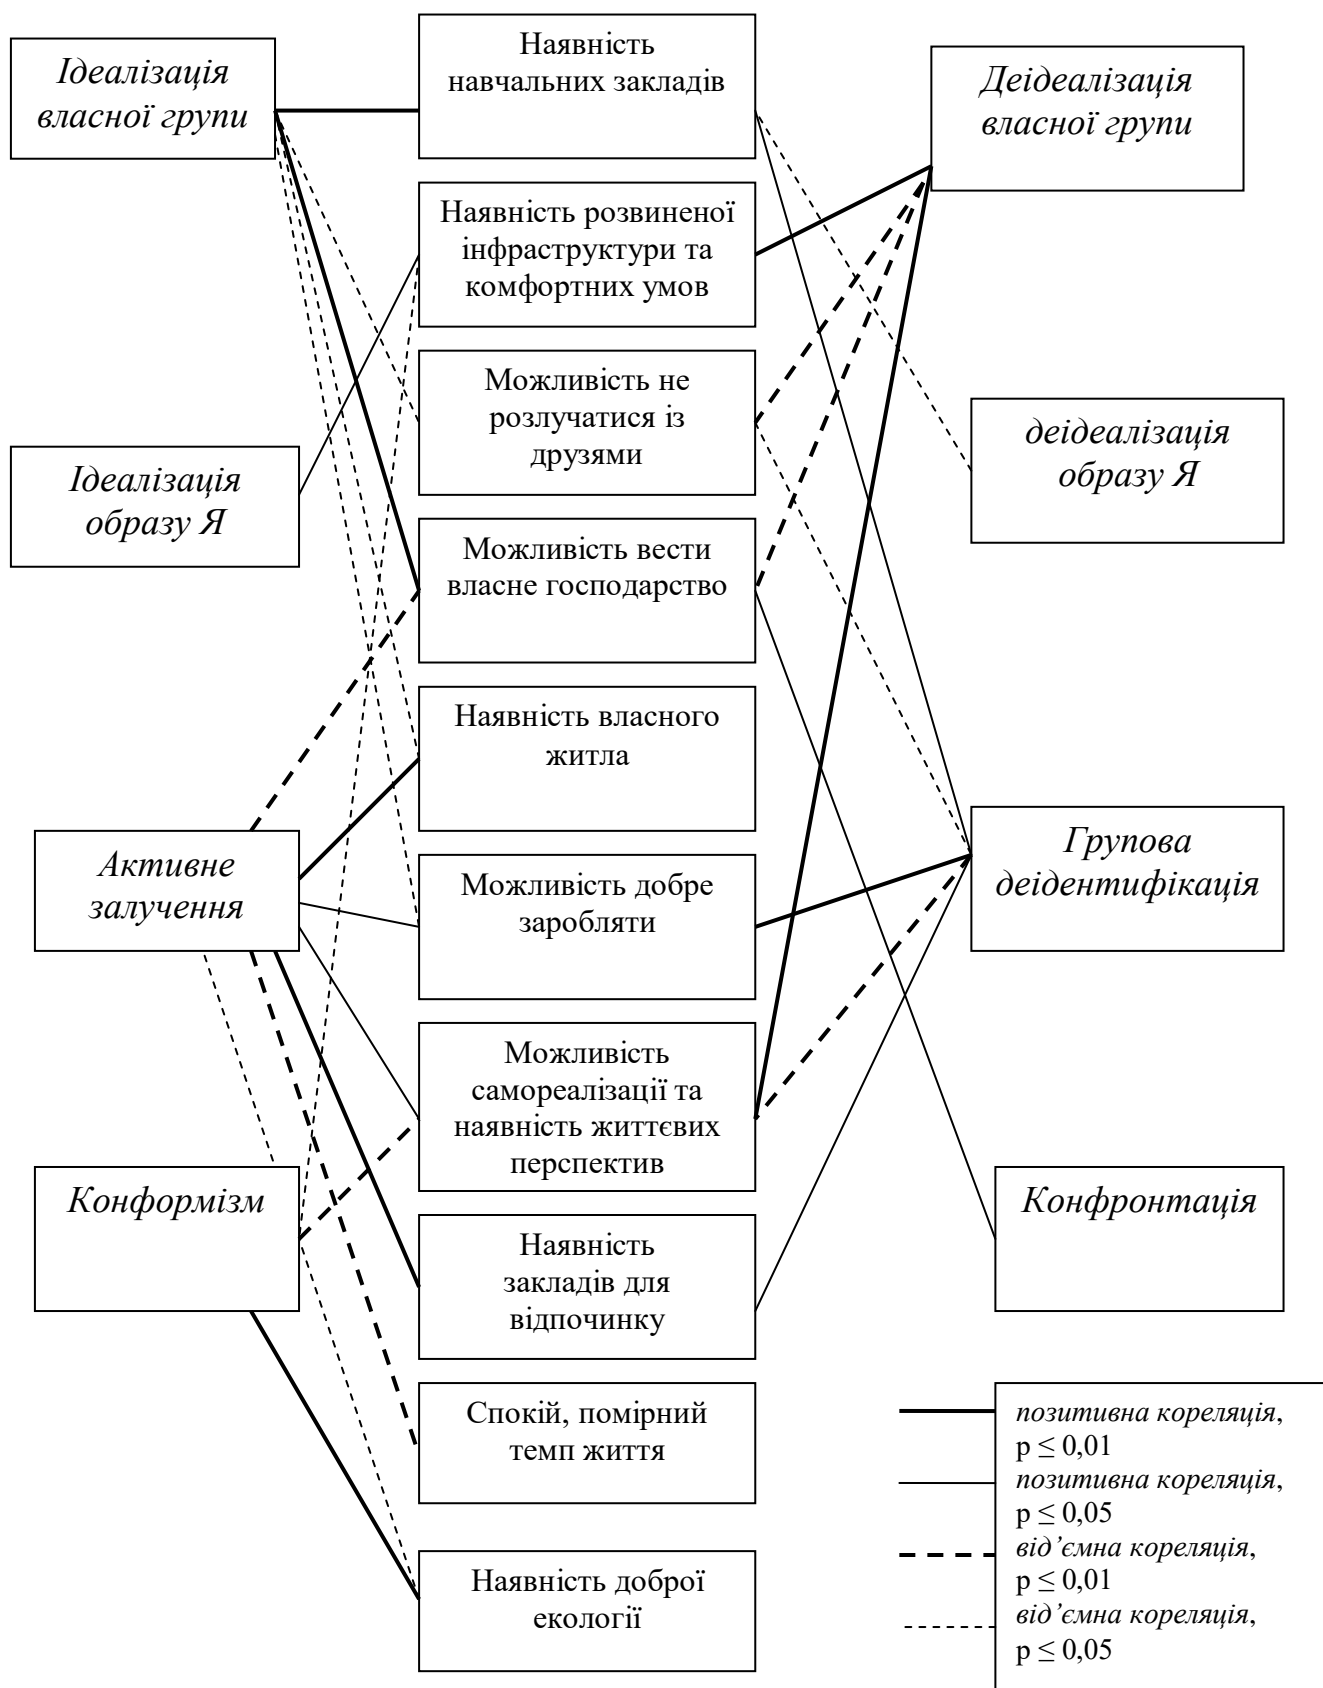 Ідеалізація
власної групи
Ідеалізація
образу Я
Активне
залучення
Конформізм
Наявність
навчальних закладів
Наявність розвиненої
інфраструктури та
комфортних умов
Можливість не
розлучатися із
друзями
Можливість вести
власне господарство
Наявність власного
житла
Можливість добре
заробляти
Можливість
самореалізації та
наявність життєвих
перспектив
Наявність
закладів для
відпочинку
Спокій, помірний
темп життя
Наявність доброї
екології
Деідеалізація
власної групи
деідеалізація
образу Я
Групова
деідентифікація
Конфронтація
позитивна кореляція,
p ≤ 0,01
позитивна кореляція,
p ≤ 0,05
від’ємна кореляція,
p ≤ 0,01
від’ємна кореляція,
p ≤ 0,05